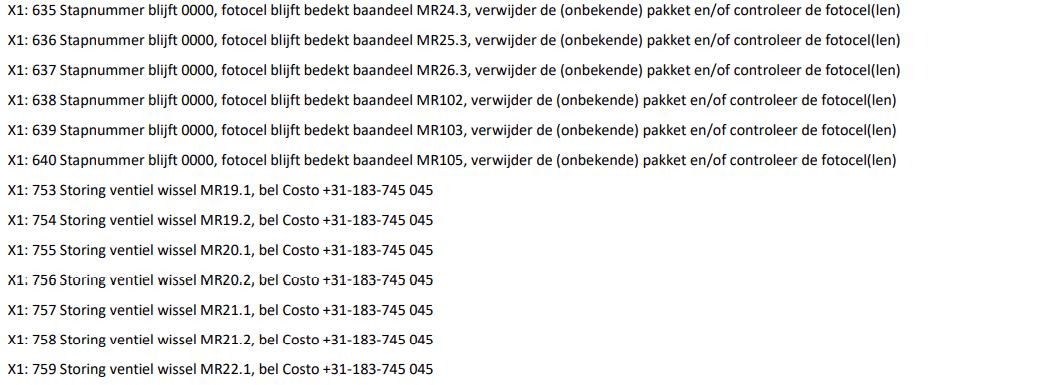 X1: 635 Stapnummer blijft 0000, fotocel blijft bedekt baandeel MR24.3, verwijder de (onbekende) pakket en/of controleer de fotocel(len)
X1: 636 Stapnummer blijft 0000, fotocel blijft bedekt baandeel MR25.3, verwijder de (onbekende) pakket en/of controleer de fotocel(len)
X1: 637 Stapnummer blijft 0000, fotocel blijft bedekt baandeel MR26.3, verwijder de (onbekende) pakket en/of controleer de fotocel(len)
X1: 638 Stapnummer blijft 0000, fotocel blijft bedekt baandeel MR102, verwijder de (onbekende) pakket en/of controleer de fotocel(len)
X1: 639 Stapnummer blijft 0000, fotocel blijft bedekt baandeel MR103, verwijder de (onbekende) pakket en/of controleer de fotocel(len)
X1: 640 Stapnummer blijft 0000, fotocel blijft bedekt baandeel MR105, verwijder de (onbekende) pakket en/of controleer de fotocel(len)
X1: 753 Storing ventiel wissel MR19.1, bel Costo +31-183-745 045
X1: 754 Storing ventiel wissel MR19.2, bel Costo +31-183-745 045
X1: 755 Storing ventiel wissel MR20.1, bel Costo +31-183-745 045
X1: 756 Storing ventiel wissel MR20.2, bel Costo +31-183-745 045
X1: 757 Storing ventiel wissel MR21.1, bel Costo +31-183-745 045
X1: 758 Storing ventiel wissel MR21.2, bel Costo +31-183-745 045
X1: 759 Storing ventiel wissel MR22.1, bel Costo +31-183-745 045